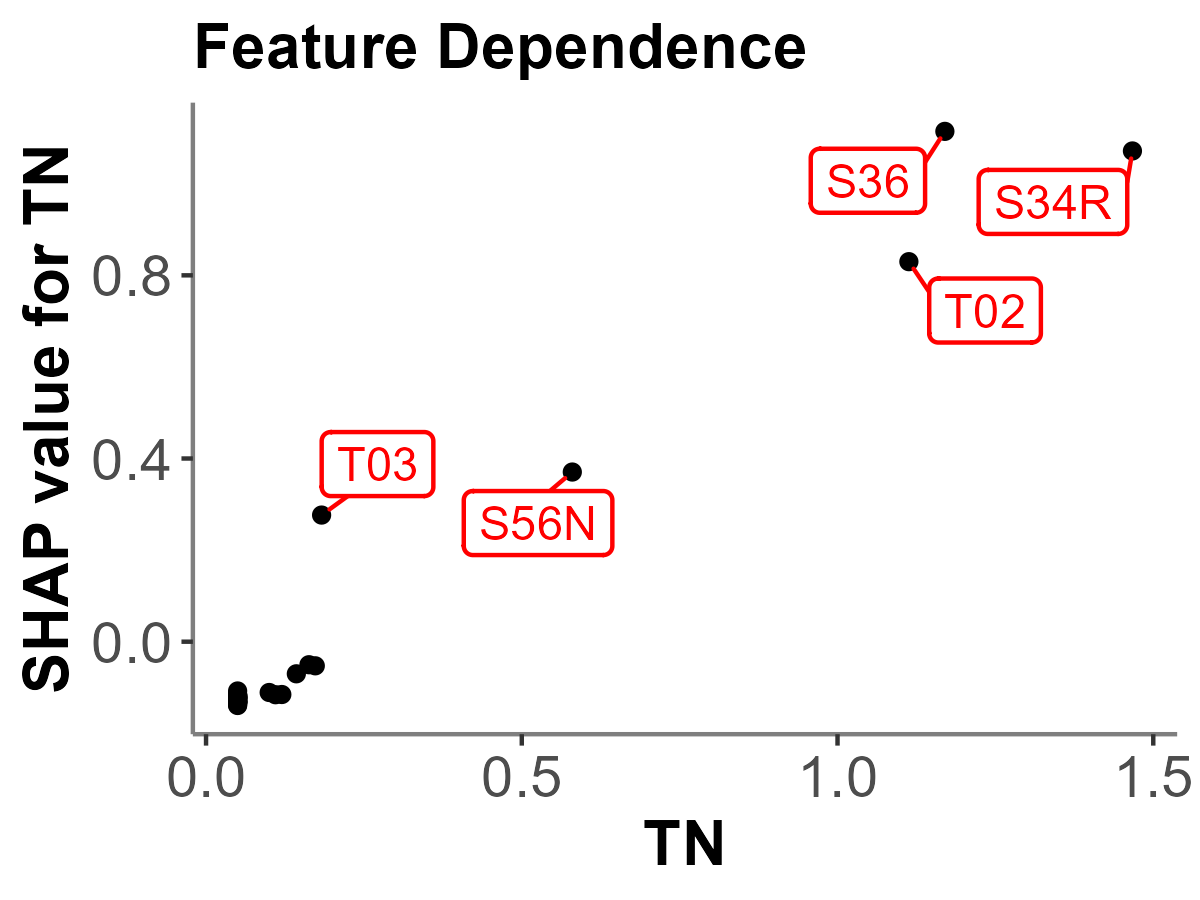 Feature Dependence
SHAP value for TN
0.8
0.4
0.0
S36
S34R
T02
T03
S56N
0.0 0.5 1.0 1.5
TN